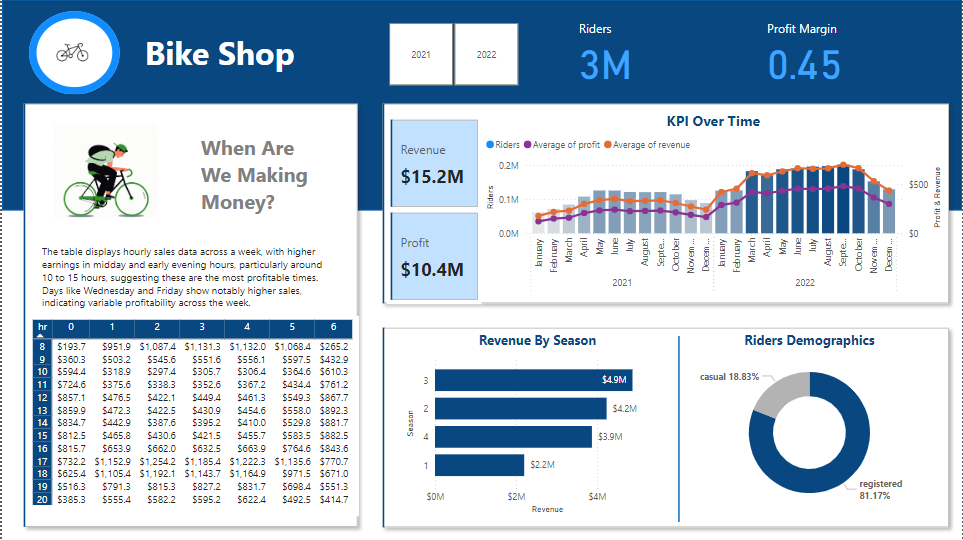 Bike Shop
2021
2022
Riders
3M
Profit Margin
0.45
When Are
We Making
Money?
The table displays hourly sales data across a week, with higher
earnings in midday and early evening hours, particularly around
10 to 15 hours, suggesting these are the most profitable times.
Days like Wednesday and Friday show notably higher sales,
indicating variable profitability across the week.
hr 0 1 2 3 4 5 6
8 $193.7 $951.9 $1,087.4 $1,131.3 $1,132.0 $1,068.4 $265.2
9 $360.3 $503.2 $545.6 $551.6 $556.1 $597.5 $432.9
10 $594.4 $318.9 $297.4 $305.7 $306.4 $364.6 $610.3
11 $724.6 $375.6 $338.3 $352.6 $367.2 $434.4 $761.2
12 $857.1 $476.5 $422.1 $449.4 $461.3 $549.3 $867.7
13 $859.9 $472.3 $422.5 $430.9 $454.6 $558.0 $892.3
14 $834.7 $442.9 $387.6 $395.2 $410.0 $529.8 $881.7
15 $812.5 $465.8 $430.6 $421.5 $455.7 $583.5 $882.5
16 $815.7 $653.9 $662.0 $632.5 $663.9 $764.6 $843.6
17 $732.2 $1,152.9 $1,254.2 $1,185.4 $1,222.3 $1,135.6 $770.7
18 $625.4 $1,105.4 $1,192.1 $1,143.7 $1,164.9 $971.5 $671.0
19 $516.3 $791.3 $815.3 $827.2 $831.7 $698.4 $551.3
20 $385.3 $555.4 $582.2 $595.2 $622.4 $492.5 $414.7
Revenue
$15.2M
Profit
$10.4M
KPI Over Time
Riders Average of profit Average of revenue
Riders
0.2M
0.1M
0.0M
$500
$0
Profit & Revenue
January
February
March
April
May
June
July
August
Septe...
October
Novem...
Decem...
January
February
March
April
May
June
July
August
Septe...
October
Novem...
Decem...
2021
2022
Revenue By Season
Season
3 $4.9M
2 $4.2M
4 $3.9M
1 $2.2M
$0M $2M $4M
Revenue
Riders Demographics
casual 18.83%
registered
81.17%